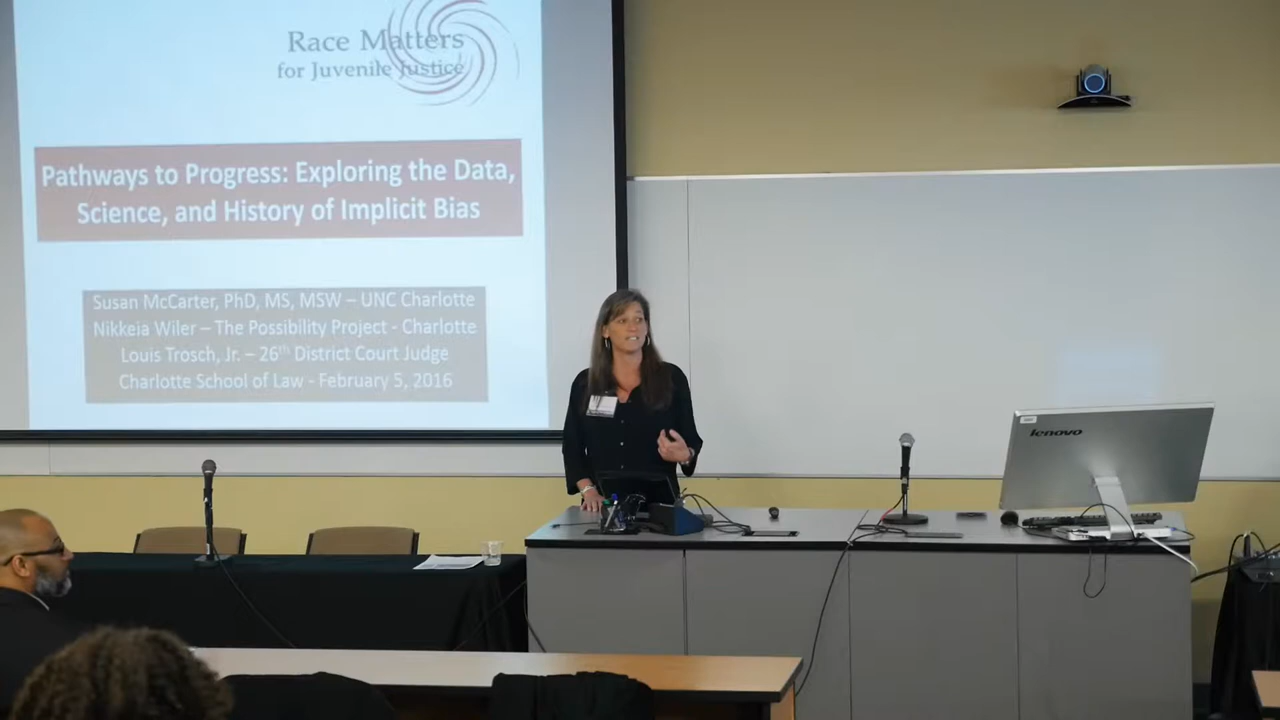 Race Matters
for Juvenile Justice
Pathways to Progress: Exploring the Data,
Science, and History of Implicit Bias
Susan McCarter, PhD, MS, MSW – UNC Charlotte
Nikkeia Wiler – The Possibility Project - Charlotte
Louis Trosch, Jr. – 26th District Court Judge
Charlotte School of Law - February 5, 2016
lenovo